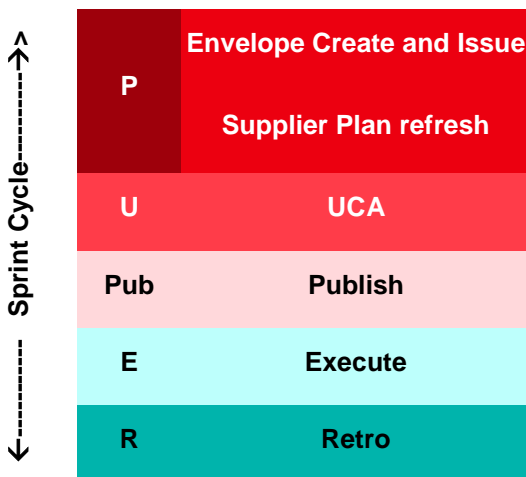 <--------- Sprint Cycle--------->>
P
Envelope Create and Issue
Supplier Plan refresh
U UCA
Pub Publish
E Execute
R Retro